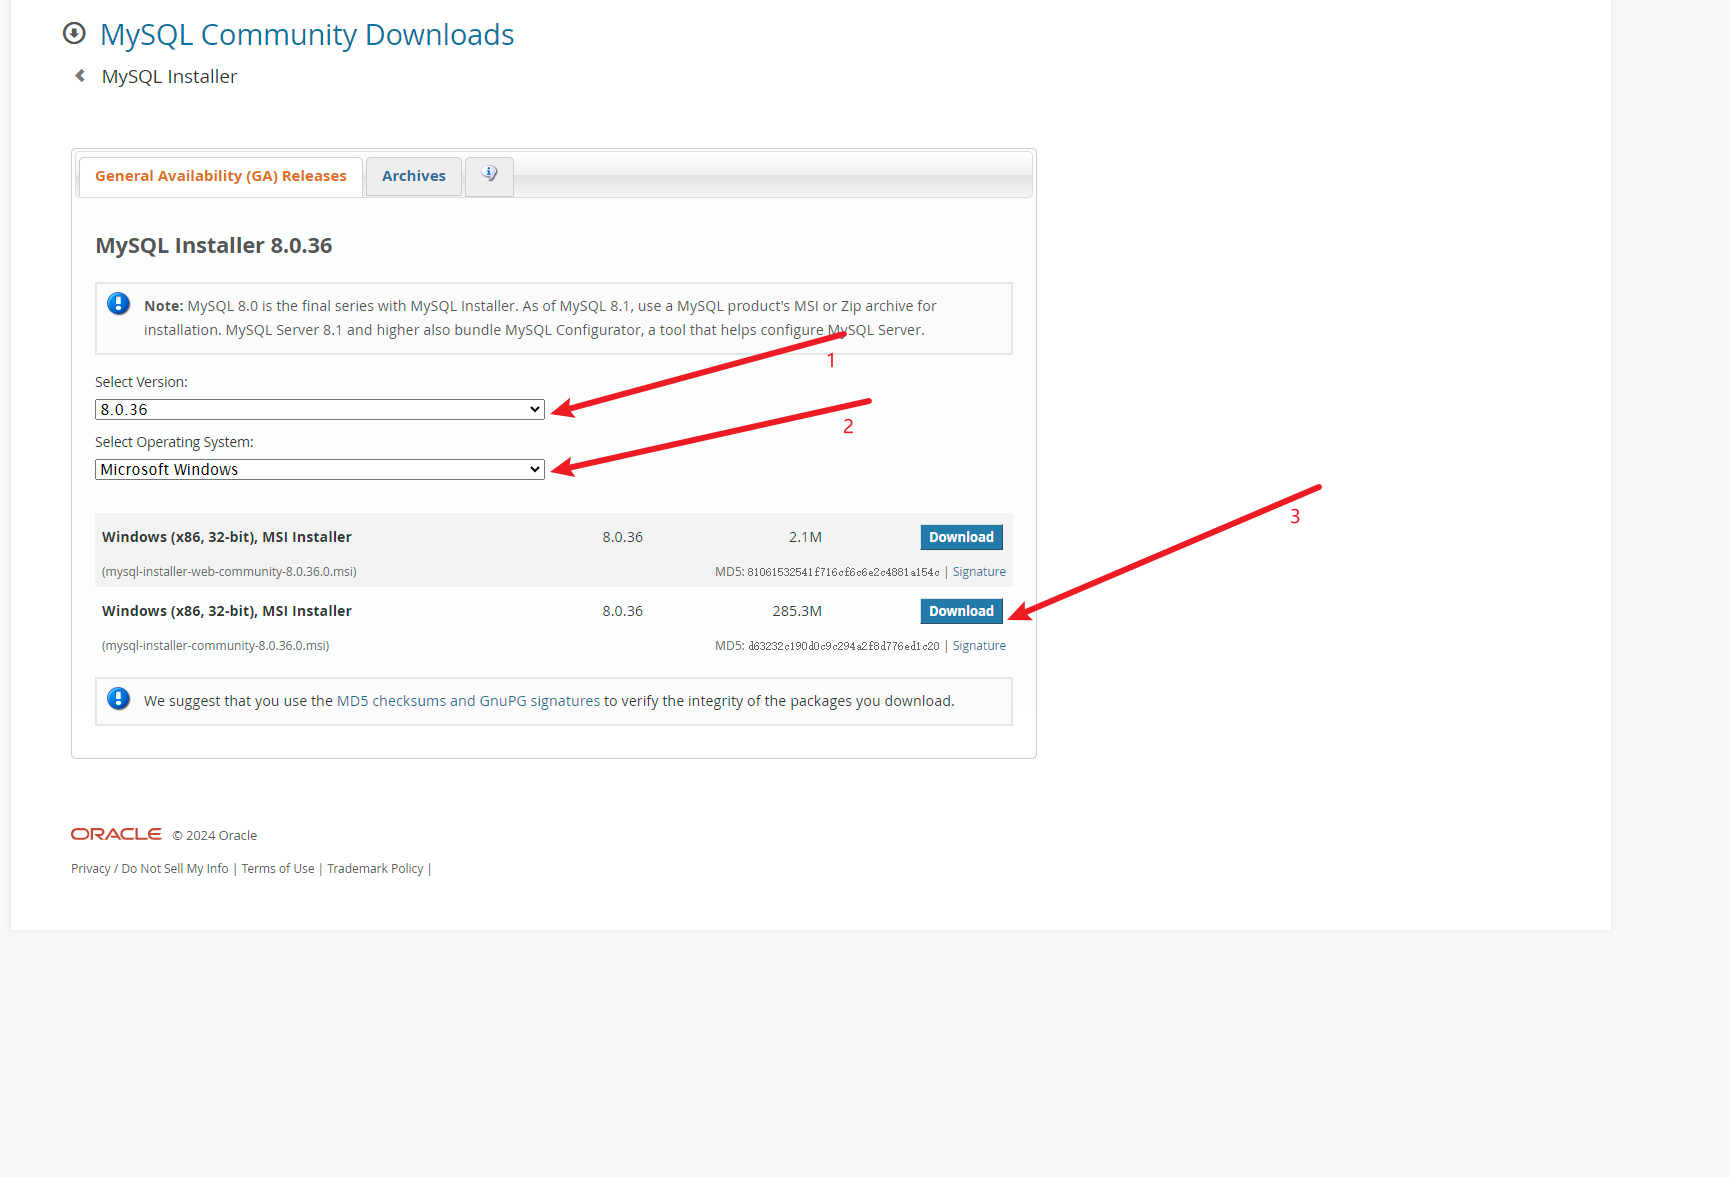 MySQL Community Downloads
MySQL Installer
General Availability (GA) Releases
Archives
MySQL Installer 8.0.36
Note: MySQL 8.0 is the final series with MySQL Installer. As of MySQL 8.1, use a MySQL product's MSI or Zip archive for
installation. MySQL Server 8.1 and higher also bundle MySQL Configurator, a tool that helps configure MySQL Server.
1
Select Version:
8.0.36
2
Select Operating System:
Microsoft Windows
3
Windows (x86, 32-bit), MSI Installer 8.0.36 2.1M Download
(mysql-installer-web-community-8.0.36.0.msi) MD5: 81061532541f716cf6c6e2c4881a154c | Signature
Windows (x86, 32-bit), MSI Installer 8.0.36 285.3M Download
(mysql-installer-community-8.0.36.0.msi) MD5: d63232c190d0c9c294a2f8d776ed1c20 | Signature
We suggest that you use the MD5 checksums and GnuPG signatures to verify the integrity of the packages you download.
ORACLE © 2024 Oracle
Privacy / Do Not Sell My Info | Terms of Use | Trademark Policy |